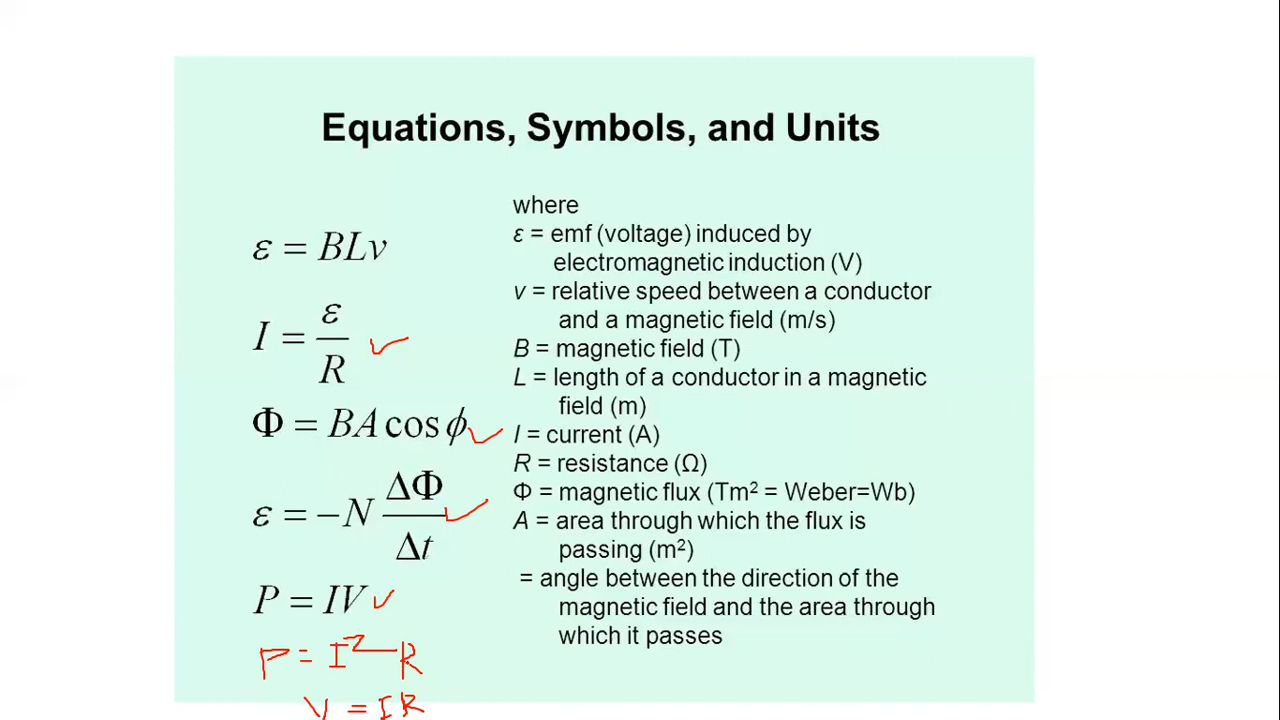 Equations, Symbols, and Units
ε = BLv
I = ε/R
Φ = BA cos ϕ
ε = −N ΔΦ/Δt
P = IV
P = I² R
V = IR
where
ε = emf (voltage) induced by
electromagnetic induction (V)
v = relative speed between a conductor
and a magnetic field (m/s)
B = magnetic field (T)
L = length of a conductor in a magnetic
field (m)
I = current (A)
R = resistance (Ω)
Φ = magnetic flux (Tm² = Weber=Wb)
A = area through which the flux is
passing (m²)
= angle between the direction of the
magnetic field and the area through
which it passes